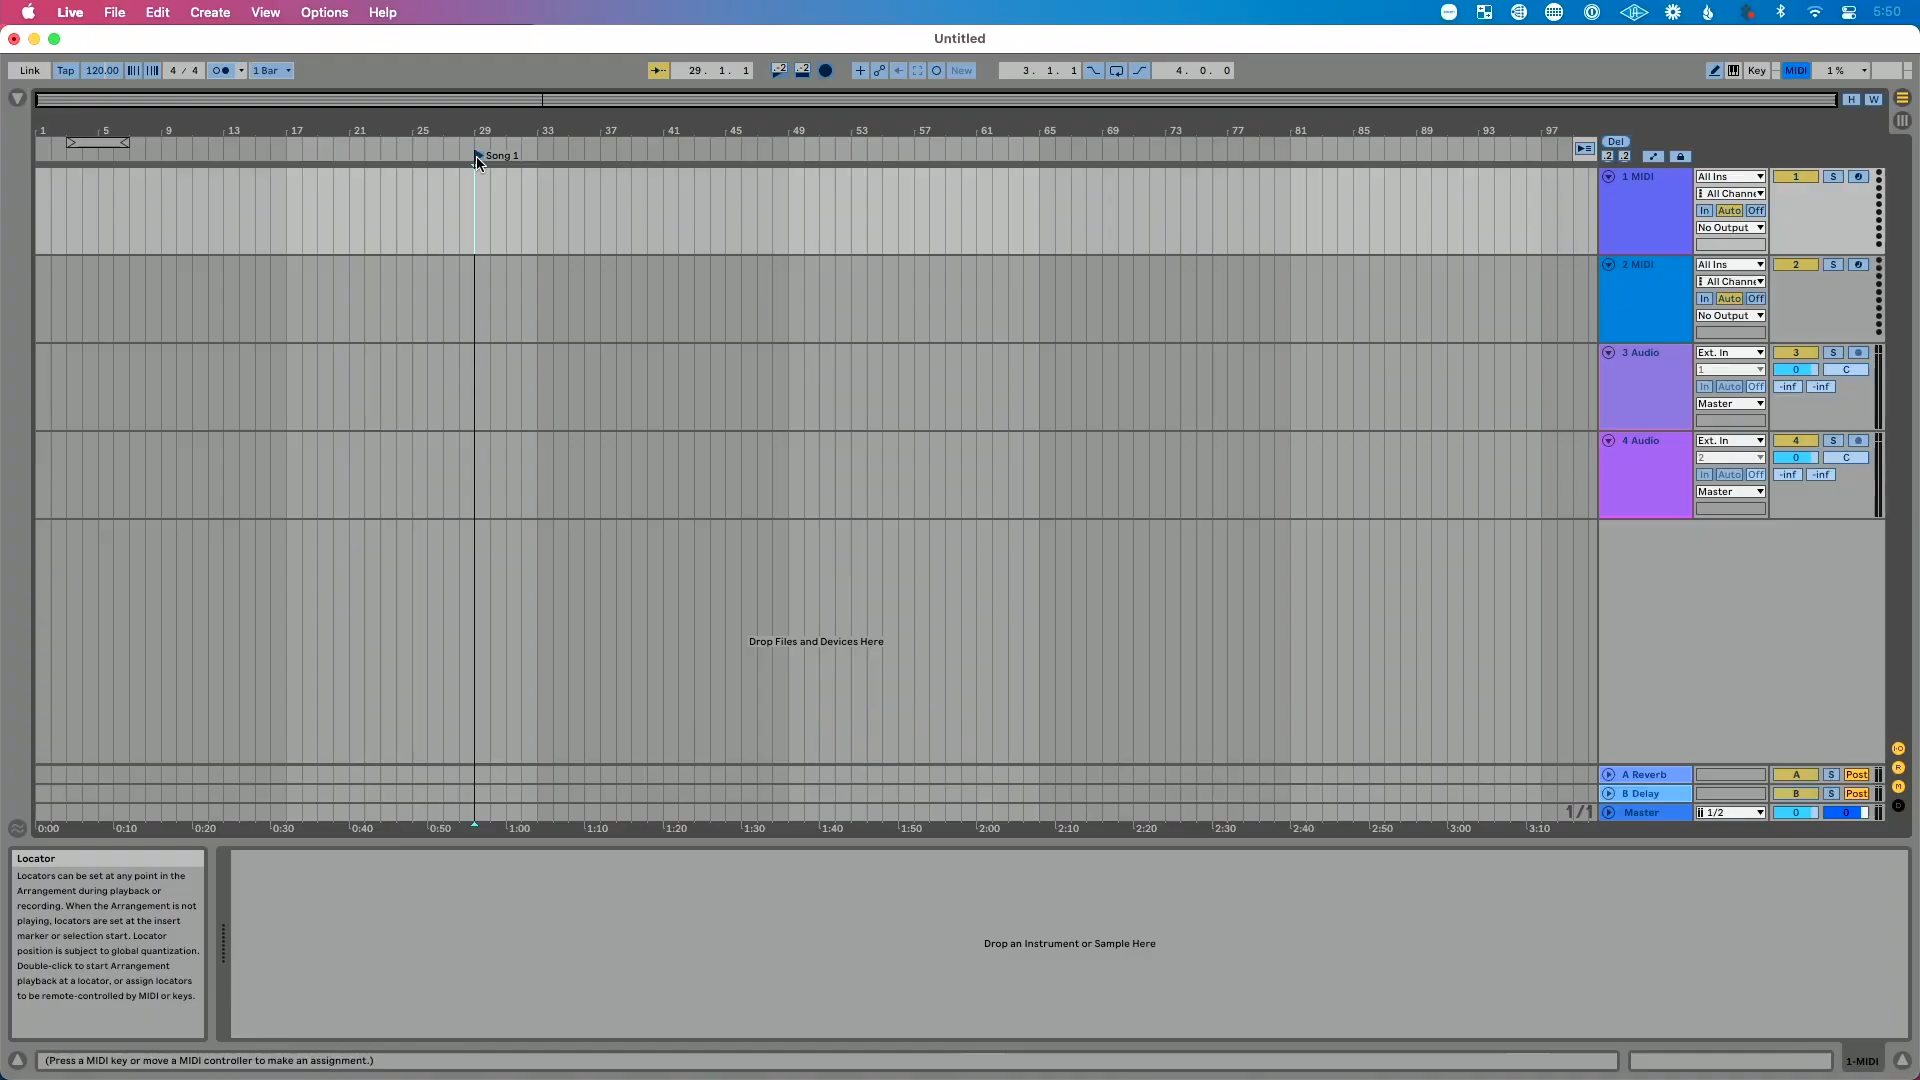 Live File Edit Create View Options Help 5:50
Untitled
Link Tap 120.00 4 / 4 1 Bar 29. 1. 1 New 3. 1. 1 4. 0. 0 Key MIDI 1 %
H W
1 5 9 13 17 21 25 29 33 37 41 45 49 53 57 61 65 69 73 77 81 85 89 93 97
Del
Song 1
.2 .2
1 MIDI All Ins 1 S
All Channe
In Auto Off
No Output
2 MIDI All Ins 2 S
All Channe
In Auto Off
No Output
3 Audio Ext. In 3 S
1 0 C
In Auto Off -inf -inf
Master
4 Audio Ext. In 4 S
2 0 C
In Auto Off -inf -inf
Master
Drop Files and Devices Here
A Reverb A S Post
B Delay B S Post
1/1 Master 1/2 0 0
0:00 0:10 0:20 0:30 0:40 0:50 1:00 1:10 1:20 1:30 1:40 1:50 2:00 2:10 2:20 2:30 2:40 2:50 3:00 3:10
Locator
Locators can be set at any point in the
Arrangement during playback or
recording. When the Arrangement is not
playing, locators are set at the insert
marker or selection start. Locator
position is subject to global quantization.
Double-click to start Arrangement
playback at a locator, or assign locators
to be remote-controlled by MIDI or keys.
Drop an Instrument or Sample Here
(Press a MIDI key or move a MIDI controller to make an assignment.)
1-MIDI